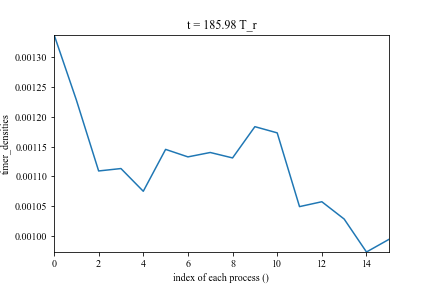 t = 185.98 T_r
0.00130
0.00125
0.00120
0.00115
0.00110
0.00105
0.00100
timer_densities
0 2 4 6 8 10 12 14
index of each process ()